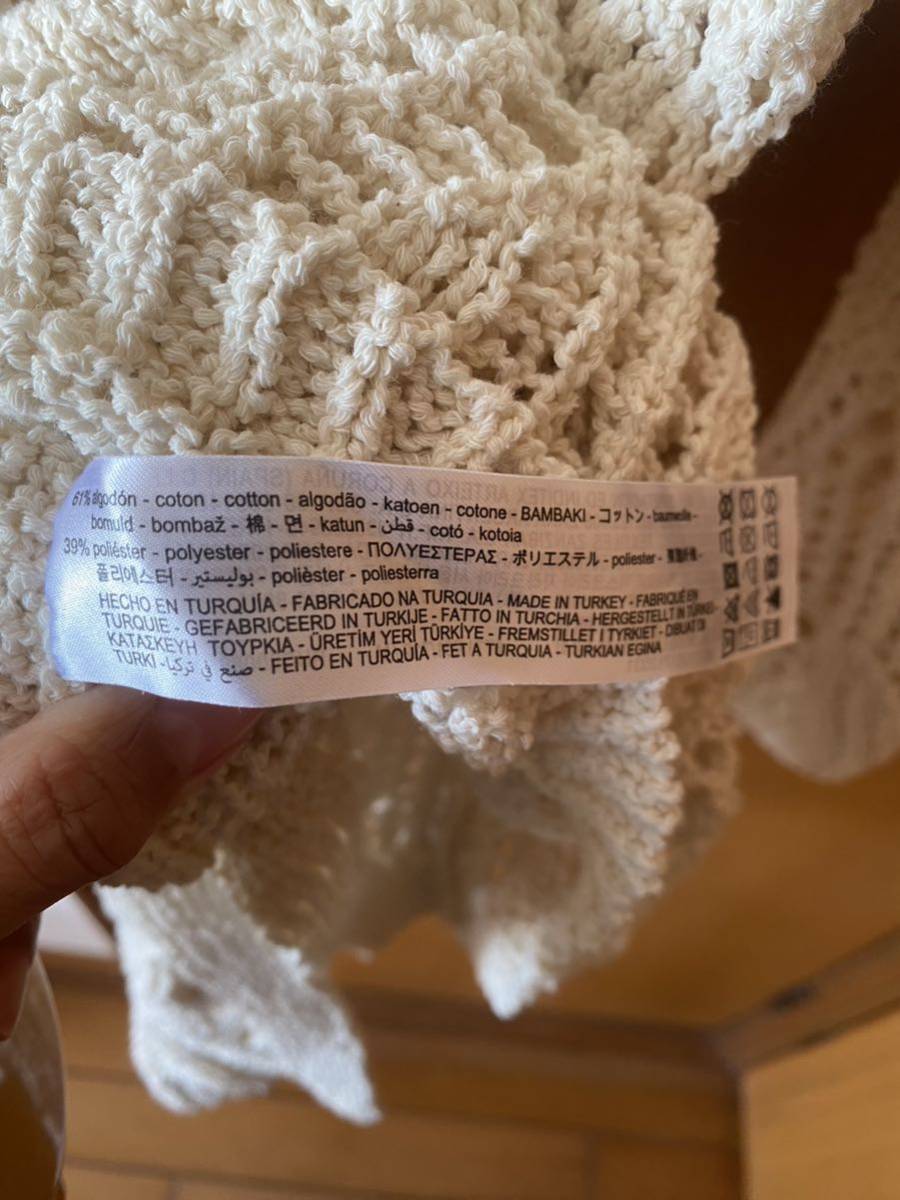 61% algodón - coton - cotton - algodão - katoen - cotone - BAMBAKI - コットン - baumwolle -
bomuld - bombaž - 棉 - 면 - katun - قطن - cotó - kotoia
39% poliéster - polyester - poliestere - ΠΟΛΥΕΣΤΕΡΑΣ - ポリエステル - poliester -
폴리에스터 - بوليستير - polièster - poliesterra
HECHO EN TURQUÍA - FABRICADO NA TURQUIA - MADE IN TURKEY - FABRIQUÉ EN
TURQUIE - GEFABRICEERD IN TURKIJE - FATTO IN TURCHIA - HERGESTELLT IN TÜRKEI -
ΚΑΤΑΣΚΕΥΗ ΤΟΥΡΚΙΑ - ÜRETİM YERİ TÜRKİYE - FREMSTILLET I TYRKIET - DIBUAT DI
TURKI - صنع في تركيا - FEITO EN TURQUÍA - FET A TURQUIA - TURKIAN EGINA